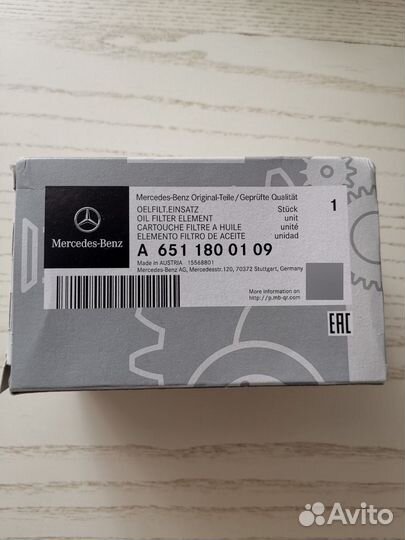 Mercedes-Benz
Mercedes-Benz Original-Teile/Geprüfte Qualität
OELFILT.EINSATZ Stück 1
OIL FILTER ELEMENT unit
CARTOUCHE FILTRE A HUILE unité
ELEMENTO FILTRO DE ACEITE unidad
A 651 180 01 09
Made in AUSTRIA 15568801
Mercedes-Benz AG, Mercedesstr.120, 70372 Stuttgart, Germany
More information on
http://p.mb-qr.com
EAC
Avito